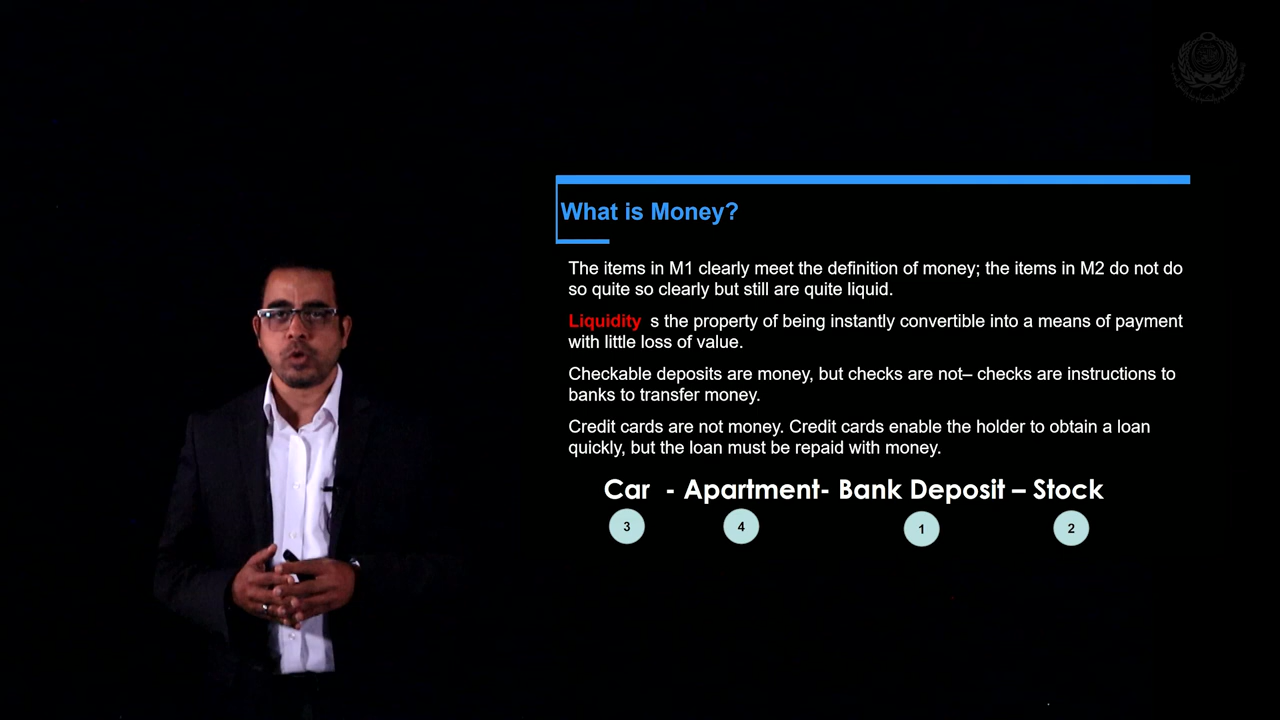 What is Money?
The items in M1 clearly meet the definition of money; the items in M2 do not do
so quite so clearly but still are quite liquid.
Liquidity s the property of being instantly convertible into a means of payment
with little loss of value.
Checkable deposits are money, but checks are not– checks are instructions to
banks to transfer money.
Credit cards are not money. Credit cards enable the holder to obtain a loan
quickly, but the loan must be repaid with money.
Car - Apartment- Bank Deposit – Stock
3 4 1 2